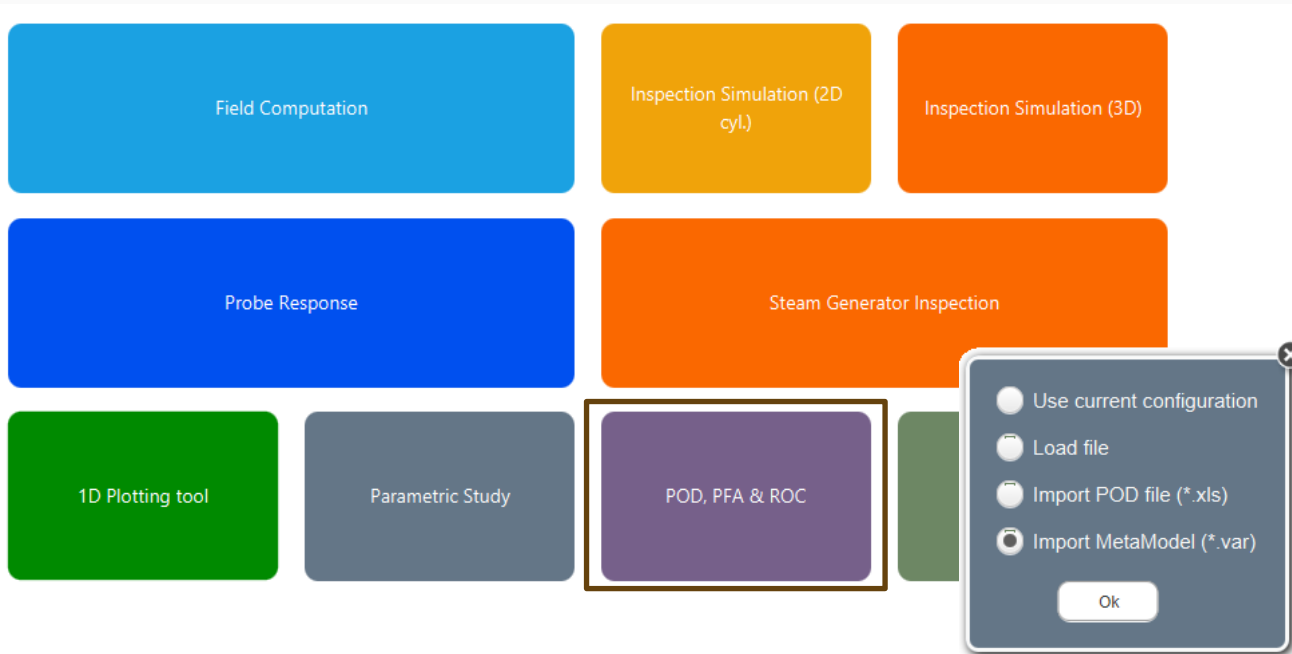 Field Computation
Inspection Simulation (2D
cyl.)
Inspection Simulation (3D)
Probe Response
Steam Generator Inspection
1D Plotting tool
Parametric Study
POD, PFA & ROC
Use current configuration
Load file
Import POD file (*.xls)
Import MetaModel (*.var)
Ok